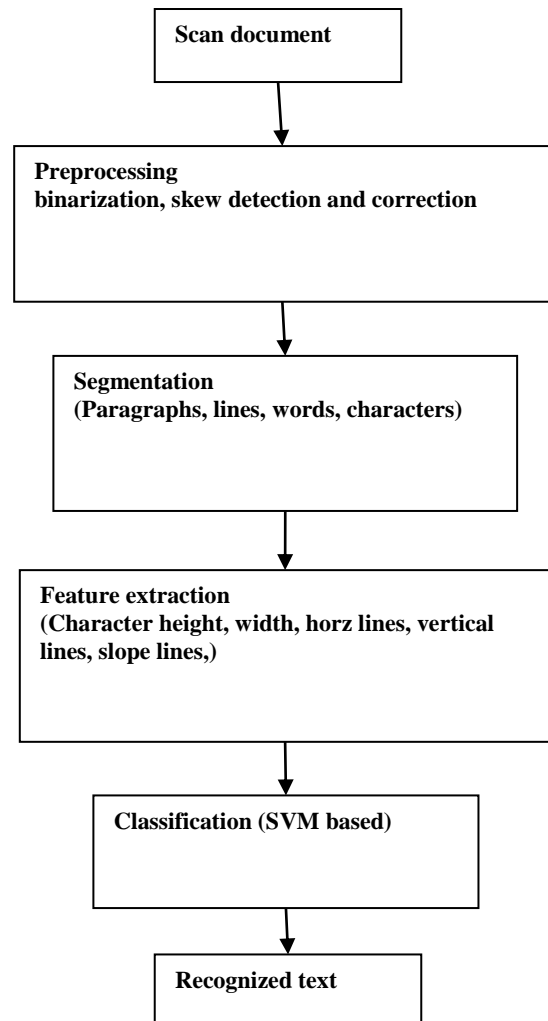 Scan document
Preprocessing
binarization, skew detection and correction
Segmentation
(Paragraphs, lines, words, characters)
Feature extraction
(Character height, width, horz lines, vertical
lines, slope lines,)
Classification (SVM based)
Recognized text